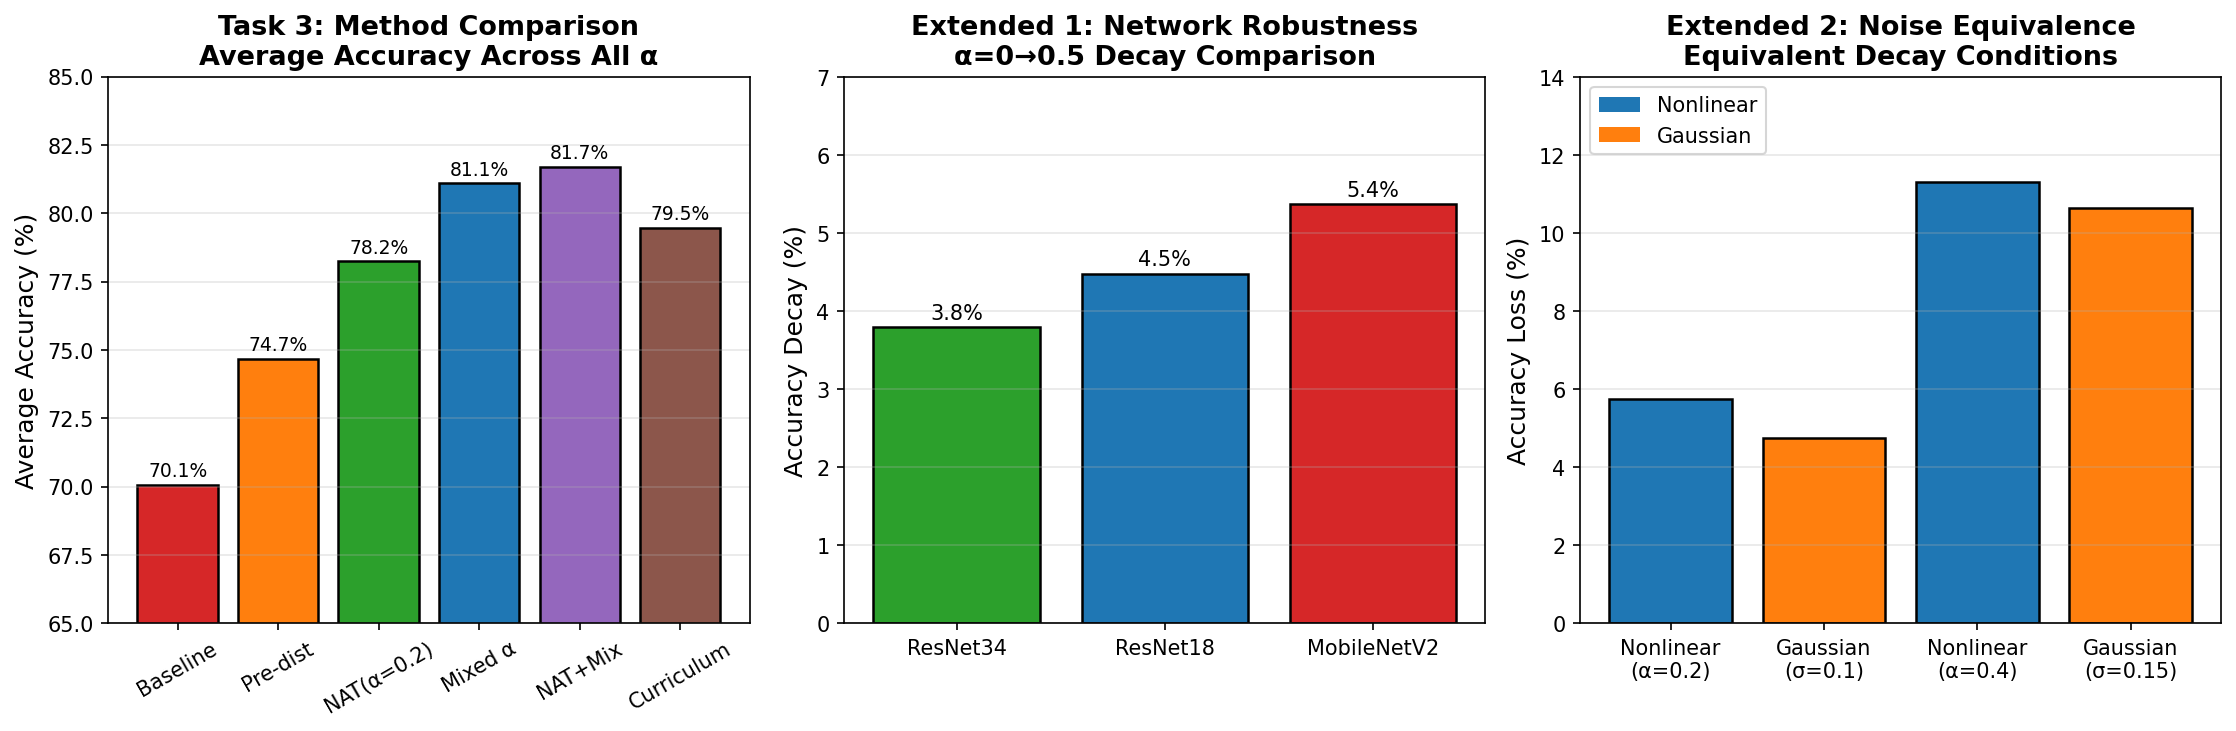 Task 3: Method Comparison
Average Accuracy Across All α
Average Accuracy (%)
85.0
82.5
80.0
77.5
75.0
72.5
70.0
67.5
65.0
70.1%
74.7%
78.2%
81.1%
81.7%
79.5%
Baseline
Pre-dist
NAT(α=0.2)
Mixed α
NAT+Mix
Curriculum
Extended 1: Network Robustness
α=0→0.5 Decay Comparison
Accuracy Decay (%)
7
6
5
4
3
2
1
0
3.8%
4.5%
5.4%
ResNet34
ResNet18
MobileNetV2
Extended 2: Noise Equivalence
Equivalent Decay Conditions
Accuracy Loss (%)
14
12
10
8
6
4
2
0
Nonlinear
Gaussian
Nonlinear
(α=0.2)
Gaussian
(σ=0.1)
Nonlinear
(α=0.4)
Gaussian
(σ=0.15)